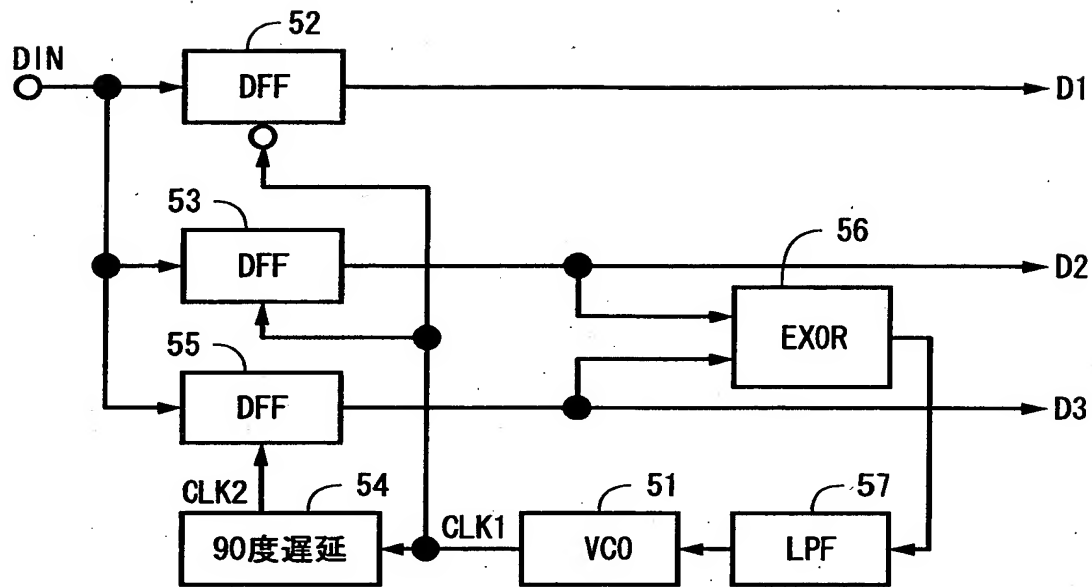 52
DIN
DFF
D1
53
56
DFF
D2
55
EXOR
DFF
D3
CLK2
54
51
57
90度遅延
CLK1
VCO
LPF